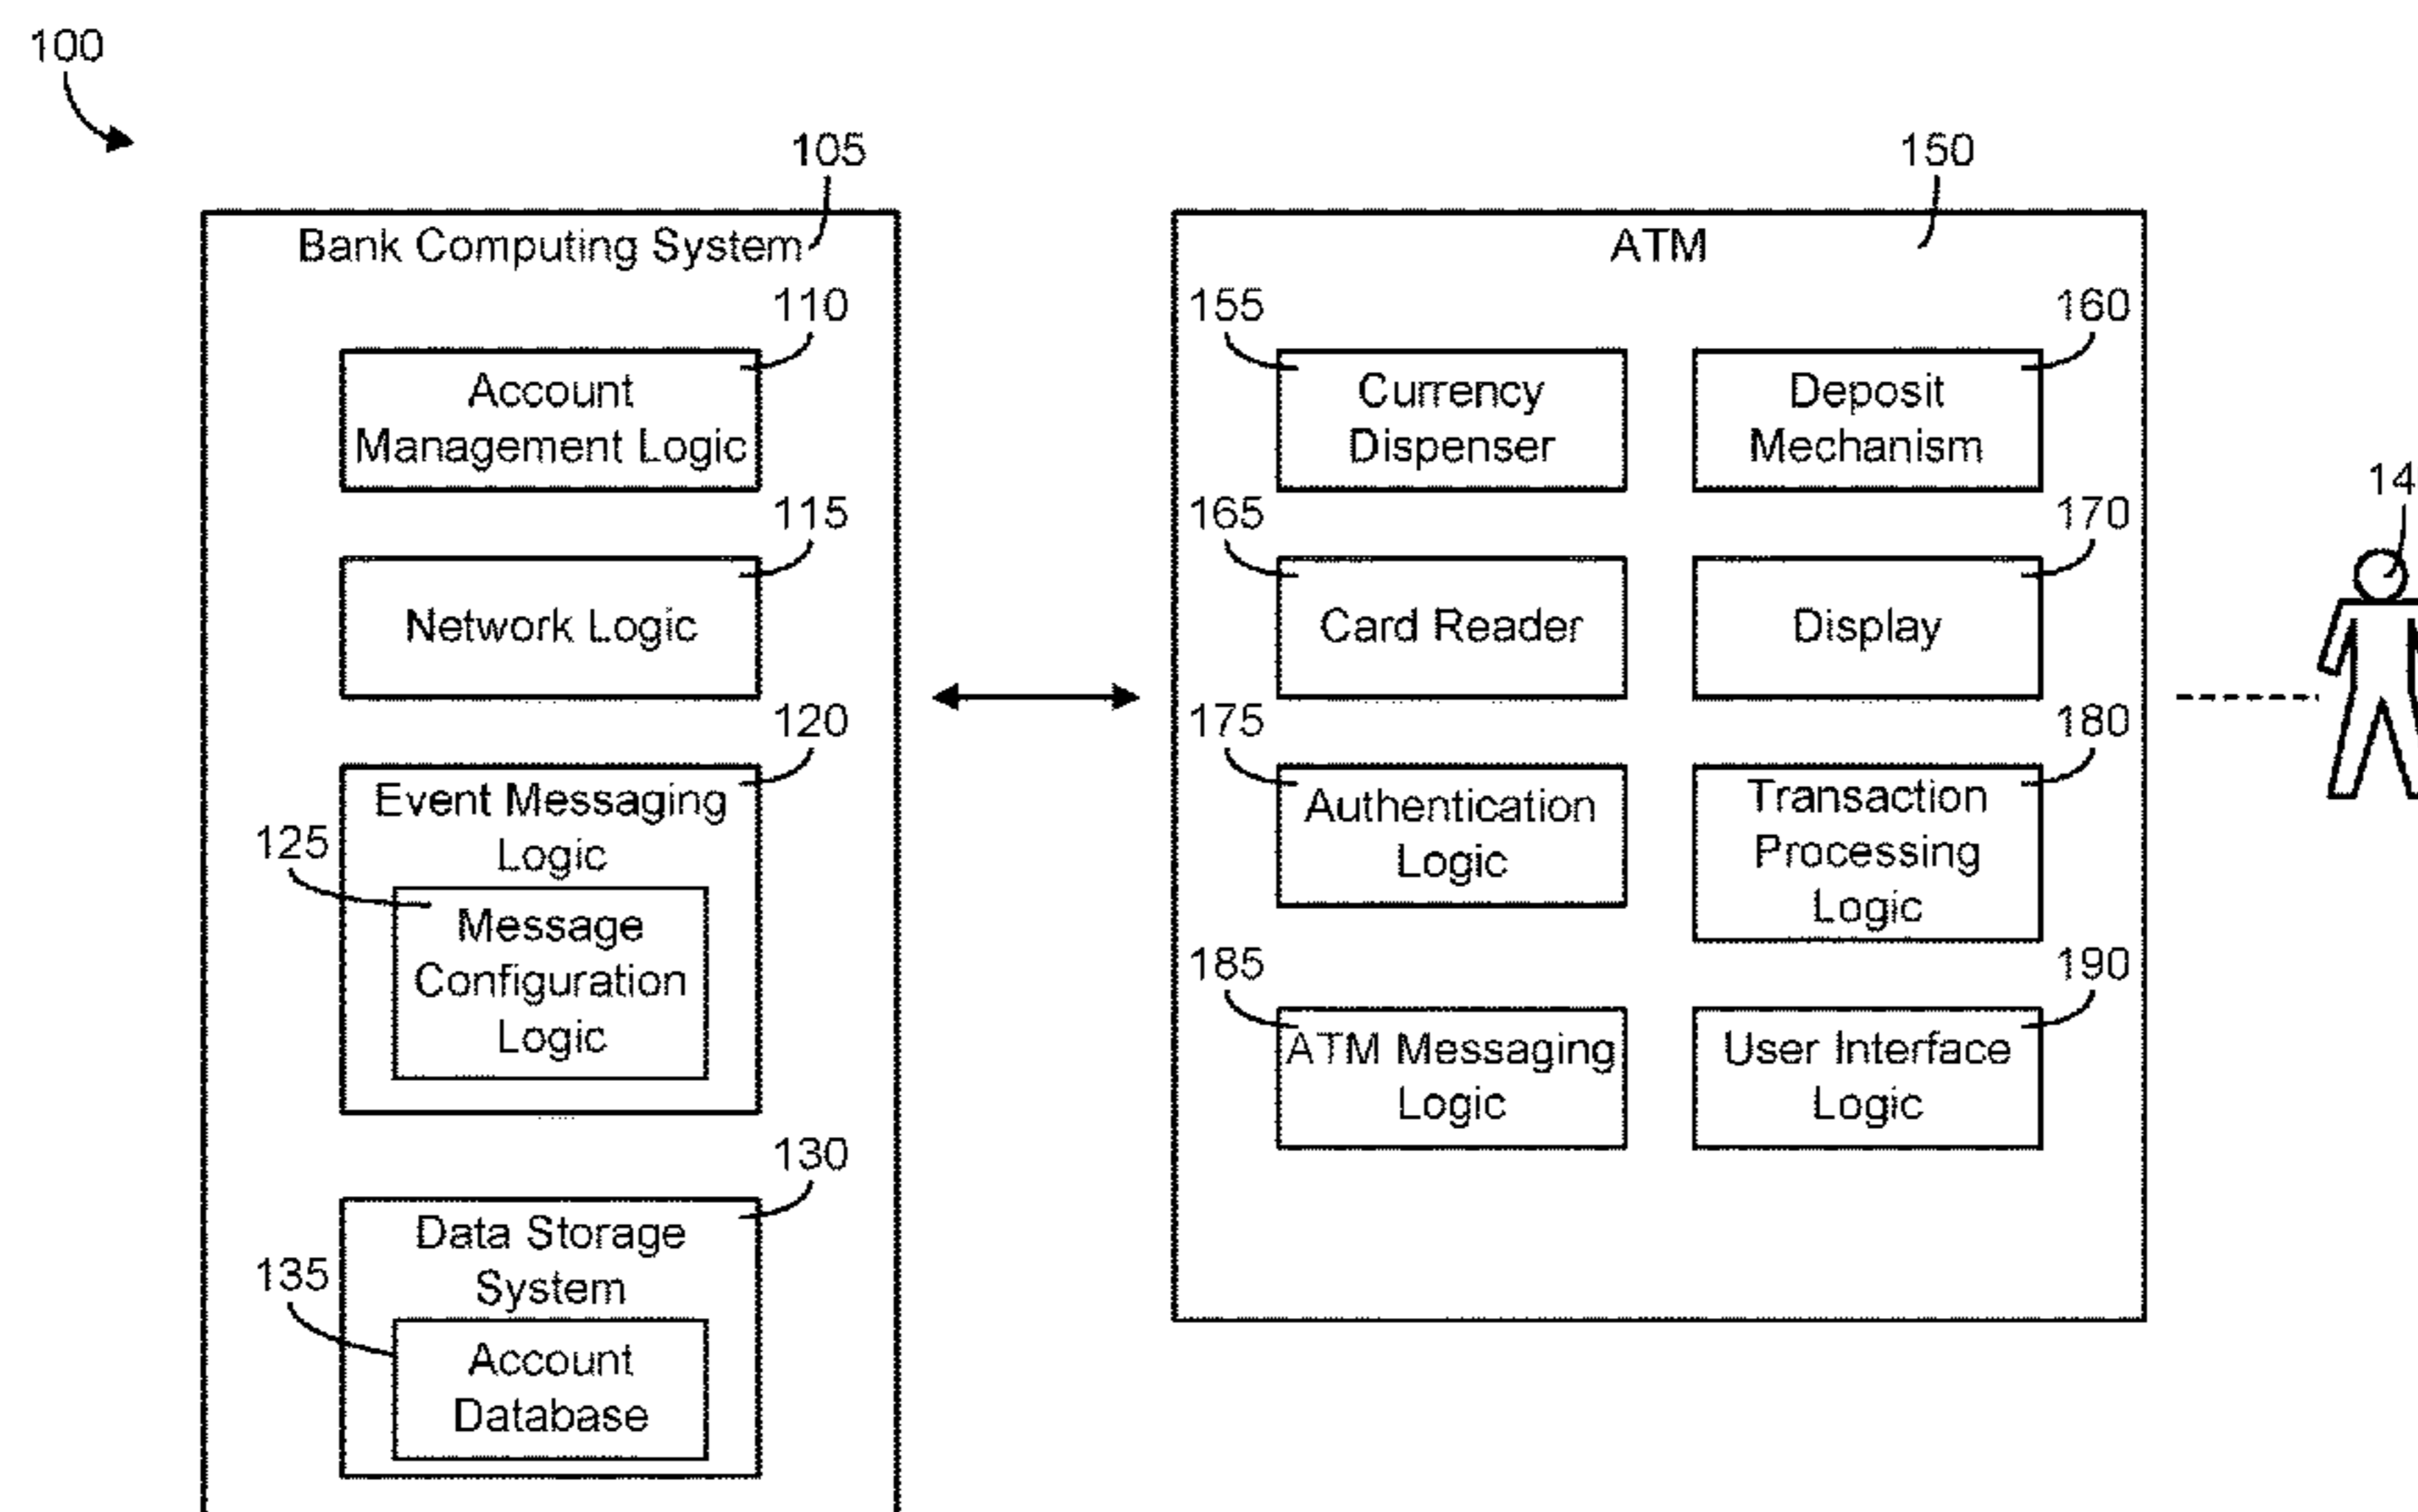 100
105
Bank Computing System
110
Account
Management Logic
115
Network Logic
120
Event Messaging
Logic
125
Message
Configuration
Logic
130
Data Storage
System
135
Account
Database
150
ATM
155
Currency
Dispenser
160
Deposit
Mechanism
165
Card Reader
170
Display
175
Authentication
Logic
180
Transaction
Processing
Logic
185
ATM Messaging
Logic
190
User Interface
Logic
14